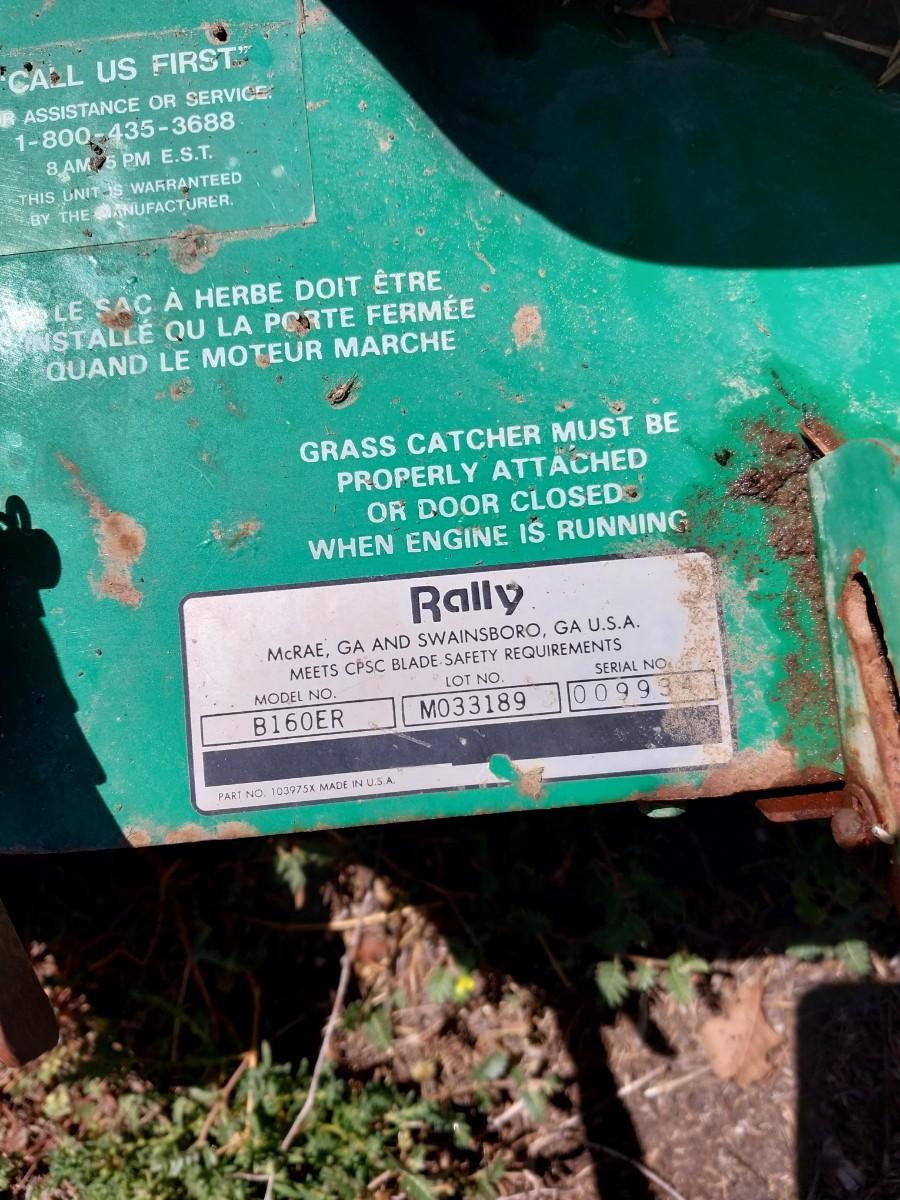 "CALL US FIRST"
ASSISTANCE OR SERVICE.
1-800-435-3688
8 AM 5 PM E.S.T.
THIS UNIT IS WARRANTEED
BY THE MANUFACTURER.
LE SAC À HERBE DOIT ÊTRE
INSTALLÉ OU LA PORTE FERMÉE
QUAND LE MOTEUR MARCHE
GRASS CATCHER MUST BE
PROPERLY ATTACHED
OR DOOR CLOSED
WHEN ENGINE IS RUNNING
Rally
McRAE, GA AND SWAINSBORO, GA U.S.A.
MEETS CPSC BLADE SAFETY REQUIREMENTS
MODEL NO. LOT NO. SERIAL NO.
B160ER M033189
PART NO. 103975X MADE IN U.S.A.